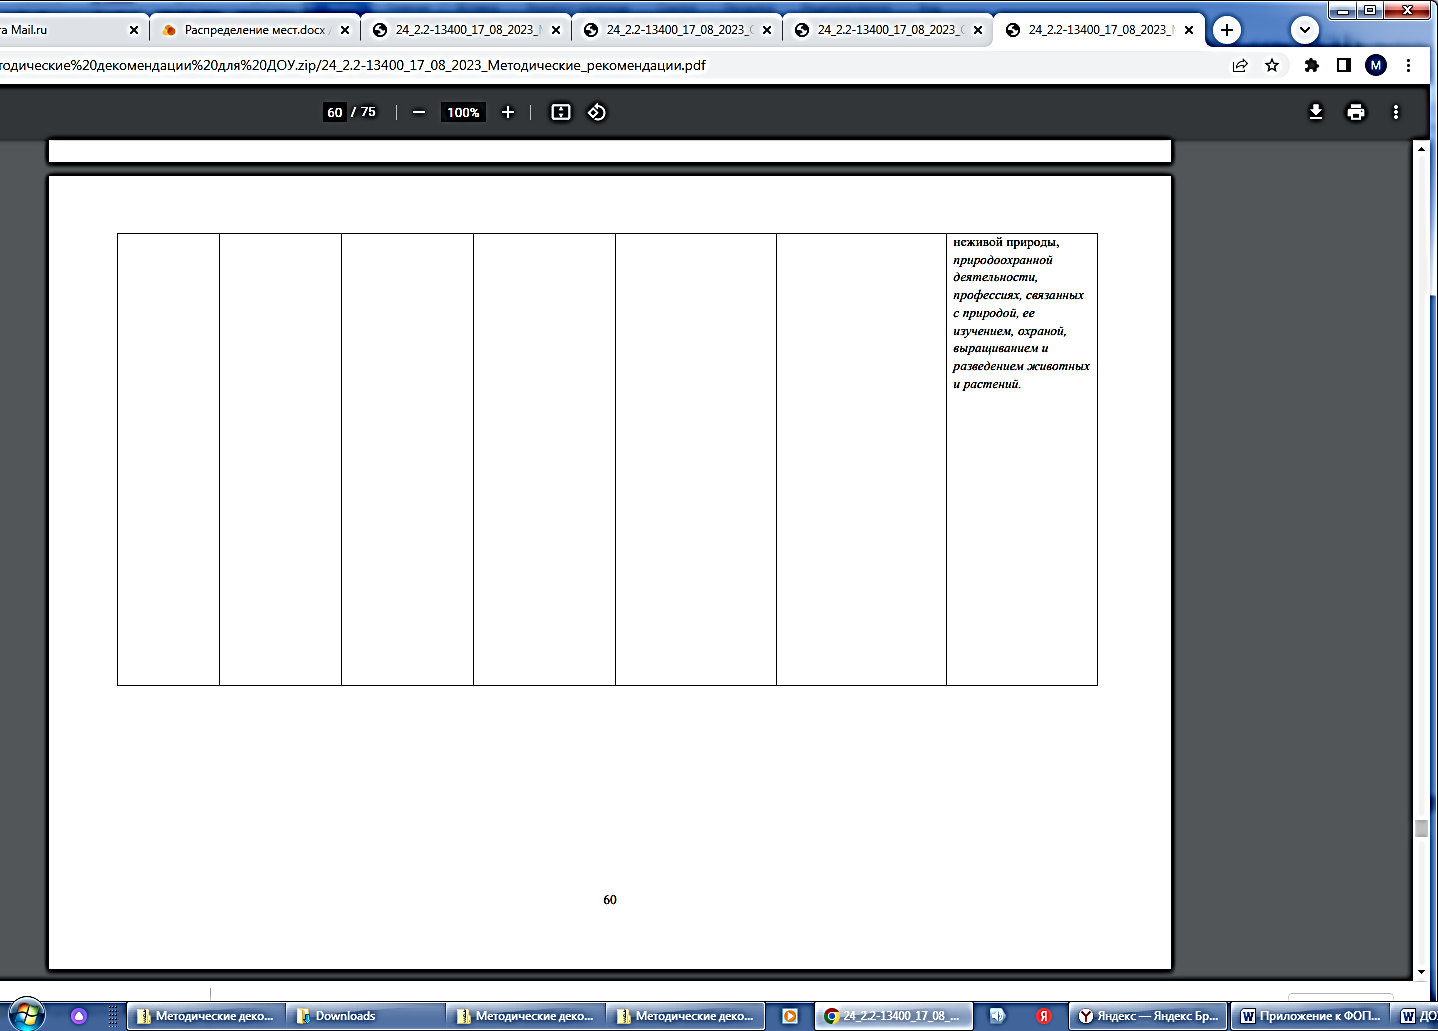 а Mail.ru
Распределение мест.docx
24_2.2-13400_17_08_2023_
24_2.2-13400_17_08_2023_
24_2.2-13400_17_08_2023_
24_2.2-13400_17_08_2023_
тодические%20декомендации%20для%20ДОУ.zip/24_2.2-13400_17_08_2023_Методические_рекомендации.pdf
M
60 / 75
100%
неживой природы,
природоохранной
деятельности,
профессиях, связанных
с природой, ее
изучением, охраной,
выращиванием и
разведением животных
и растений.
60
Методические деко...
Downloads
Методические деко...
Методические деко...
24_2.2-13400_17_08_...
Я
Яндекс — Яндекс Бр...
Приложение к ФОП...
ДО